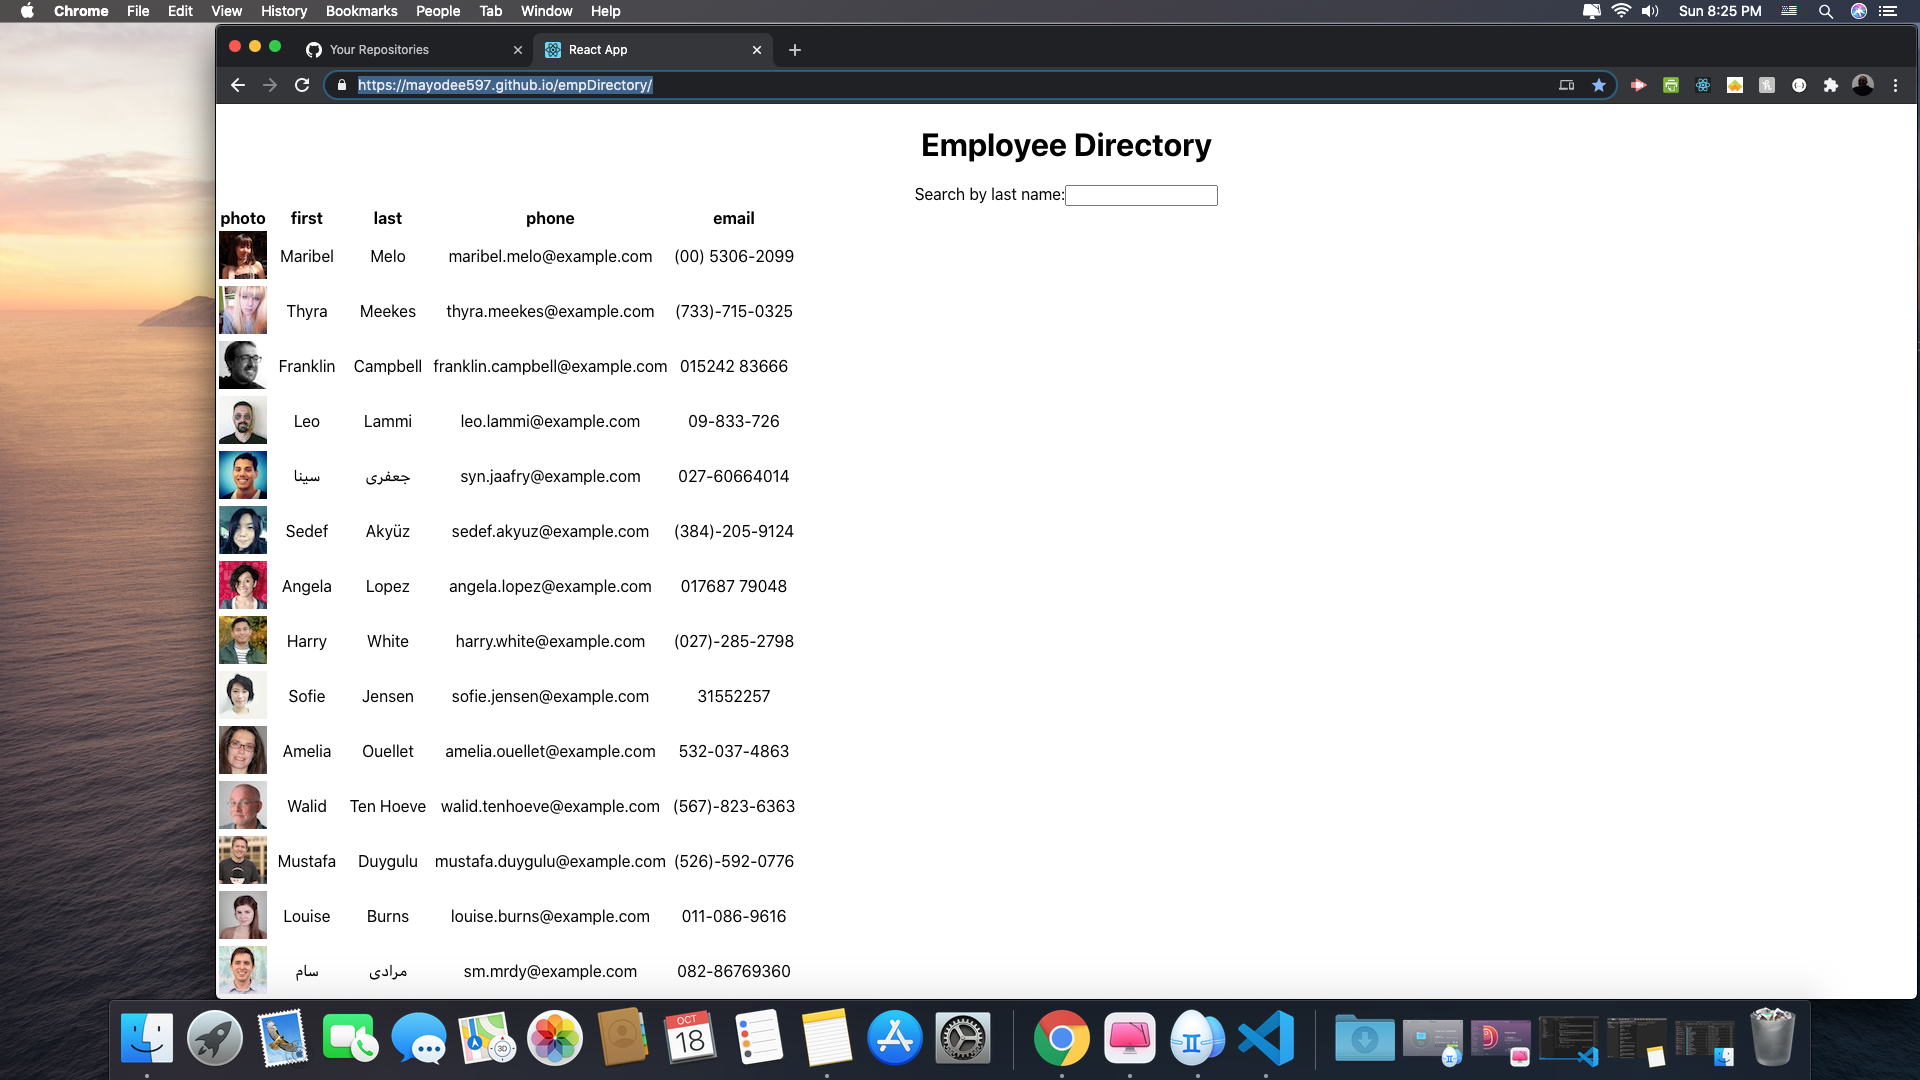 Chrome File Edit View History Bookmarks People Tab Window Help Sun 8:25 PM
Your Repositories React App
https://mayodee597.github.io/empDirectory/
Employee Directory
Search by last name:
photo first last phone email
Maribel Melo maribel.melo@example.com (00) 5306-2099
Thyra Meekes thyra.meekes@example.com (733)-715-0325
Franklin Campbell franklin.campbell@example.com 015242 83666
Leo Lammi leo.lammi@example.com 09-833-726
سینا جعفری syn.jaafry@example.com 027-60664014
Sedef Akyüz sedef.akyuz@example.com (384)-205-9124
Angela Lopez angela.lopez@example.com 017687 79048
Harry White harry.white@example.com (027)-285-2798
Sofie Jensen sofie.jensen@example.com 31552257
Amelia Ouellet amelia.ouellet@example.com 532-037-4863
Walid Ten Hoeve walid.tenhoeve@example.com (567)-823-6363
Mustafa Duygulu mustafa.duygulu@example.com (526)-592-0776
Louise Burns louise.burns@example.com 011-086-9616
سام مرادی sm.mrdy@example.com 082-86769360
OCT
18
3D